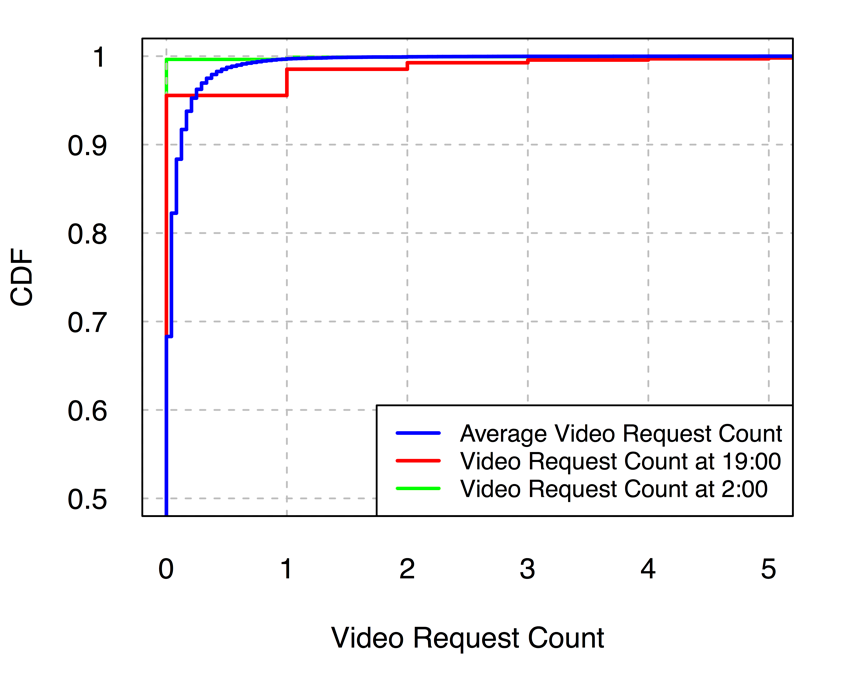 1
0.9
0.8
0.7
0.6
0.5
CDF
Average Video Request Count
Video Request Count at 19:00
Video Request Count at 2:00
0 1 2 3 4 5
Video Request Count